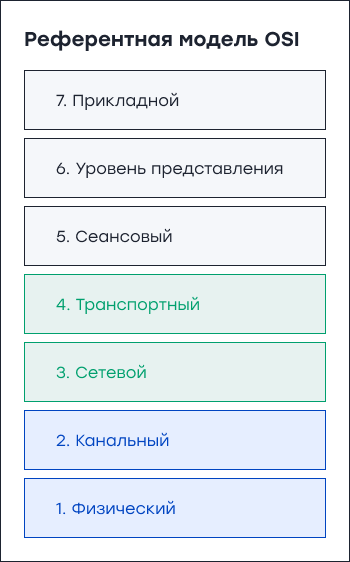 Референтная модель OSI
7. Прикладной
6. Уровень представления
5. Сеансовый
4. Транспортный
3. Сетевой
2. Канальный
1. Физический